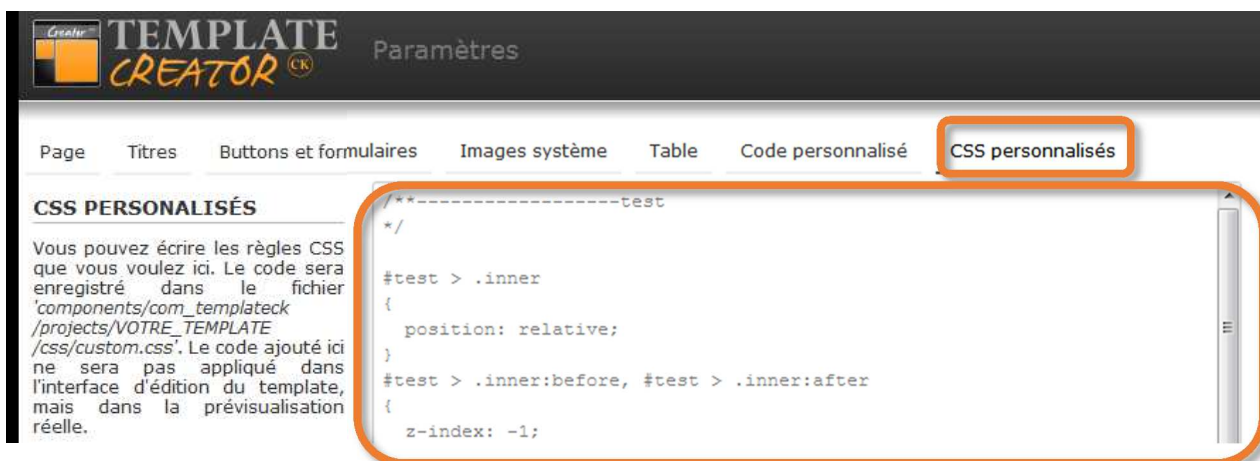 Creator
TEMPLATE
CREATOR CK
Paramètres
Page Titres Buttons et formulaires Images système Table Code personnalisé CSS personnalisés
CSS PERSONALISÉS
Vous pouvez écrire les règles CSS
que vous voulez ici. Le code sera
enregistré dans le fichier
'components/com_templateck
/projects/VOTRE_TEMPLATE
/css/custom.css'. Le code ajouté ici
ne sera pas appliqué dans
l'interface d'édition du template,
mais dans la prévisualisation
réelle.
/**------------------test
*/
#test > .inner
{
position: relative;
}
#test > .inner:before, #test > .inner:after
{
z-index: -1;